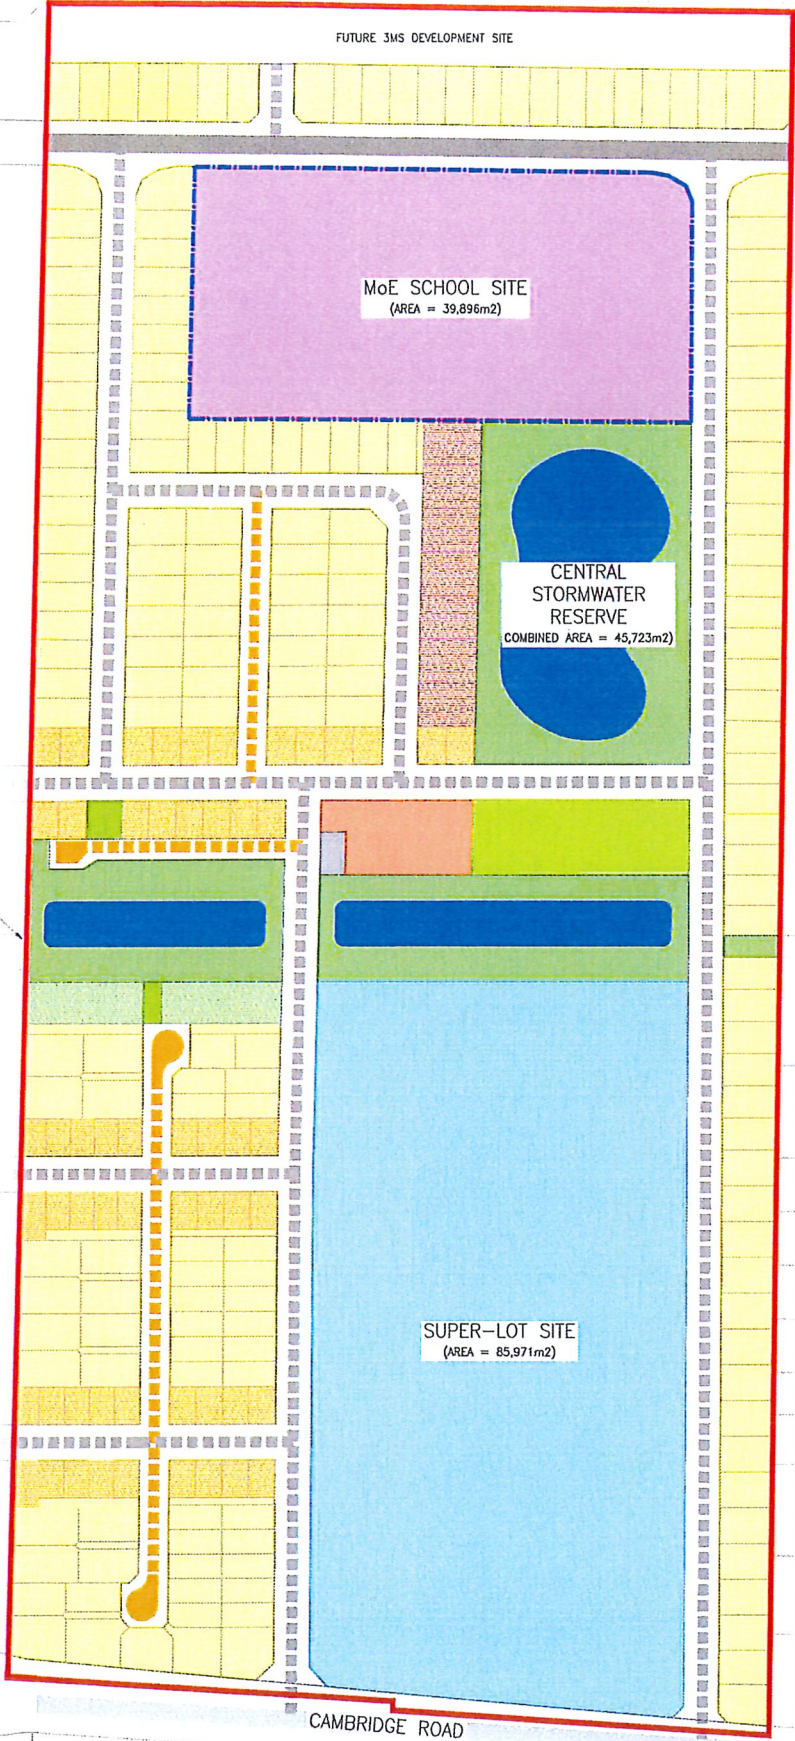 FUTURE 3MS DEVELOPMENT SITE
MoE SCHOOL SITE
(AREA = 39,896m2)
CENTRAL
STORMWATER
RESERVE
COMBINED AREA = 45,723m2)
SUPER-LOT SITE
(AREA = 85,971m2)
CAMBRIDGE ROAD